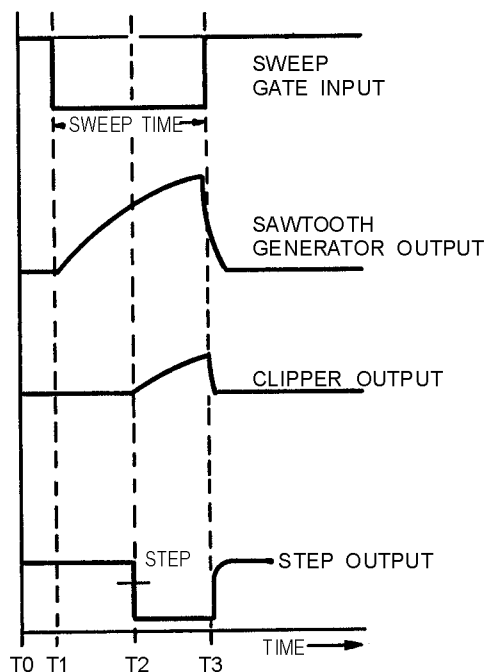 SWEEP
GATE INPUT
SWEEP TIME
SAWTOOTH
GENERATOR OUTPUT
CLIPPER OUTPUT
STEP
STEP OUTPUT
TIME
T0 T1 T2 T3